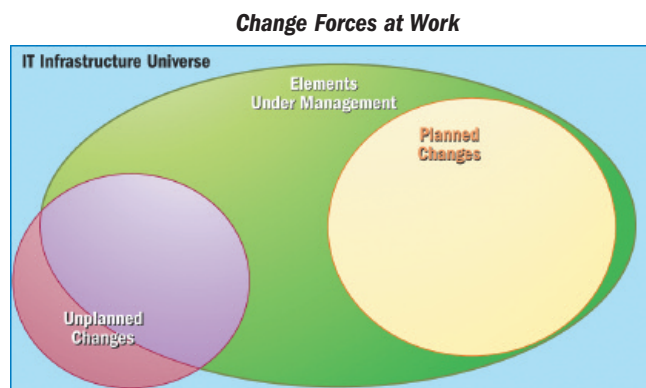 Change Forces at Work
IT Infrastructure Universe
Elements
Under Management
Planned
Changes
Unplanned
Changes